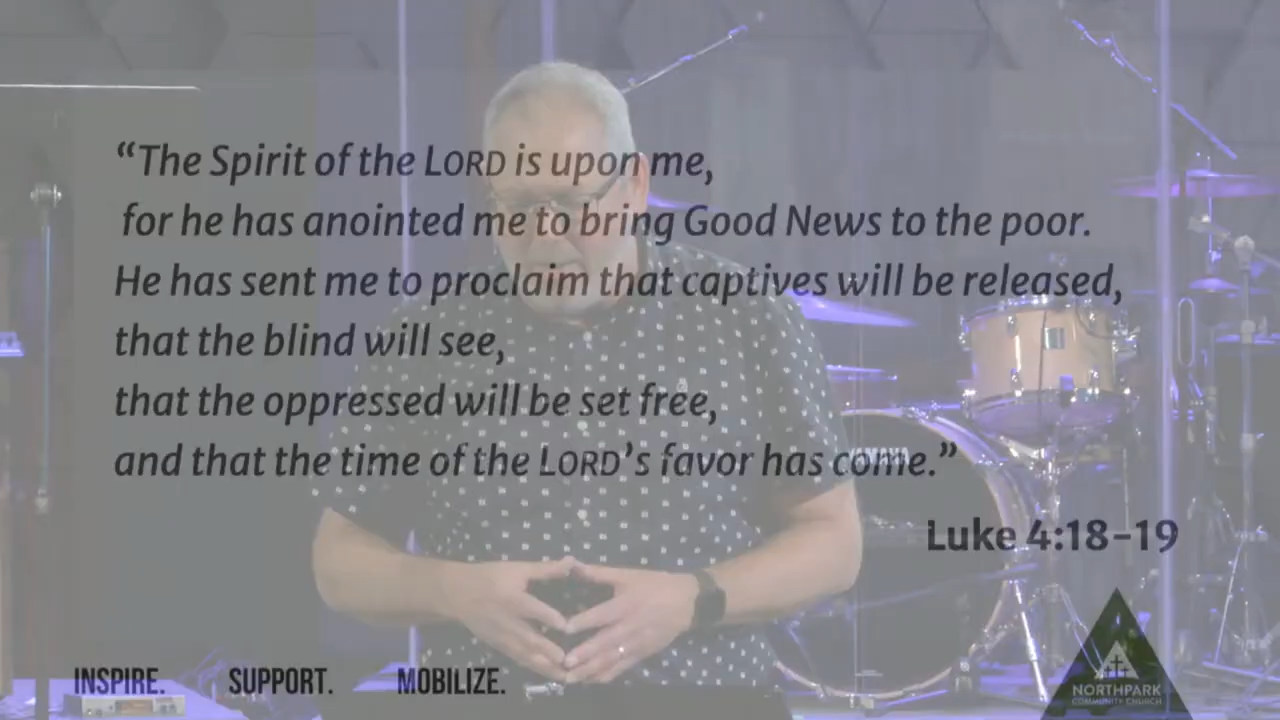 “The Spirit of the LORD is upon me,
for he has anointed me to bring Good News to the poor.
He has sent me to proclaim that captives will be released,
that the blind will see,
that the oppressed will be set free,
and that the time of the LORD’s favor has come.”
Luke 4:18–19
YAMAHA
INSPIRE. SUPPORT. MOBILIZE.
NORTHPARK
COMMUNITY CHURCH